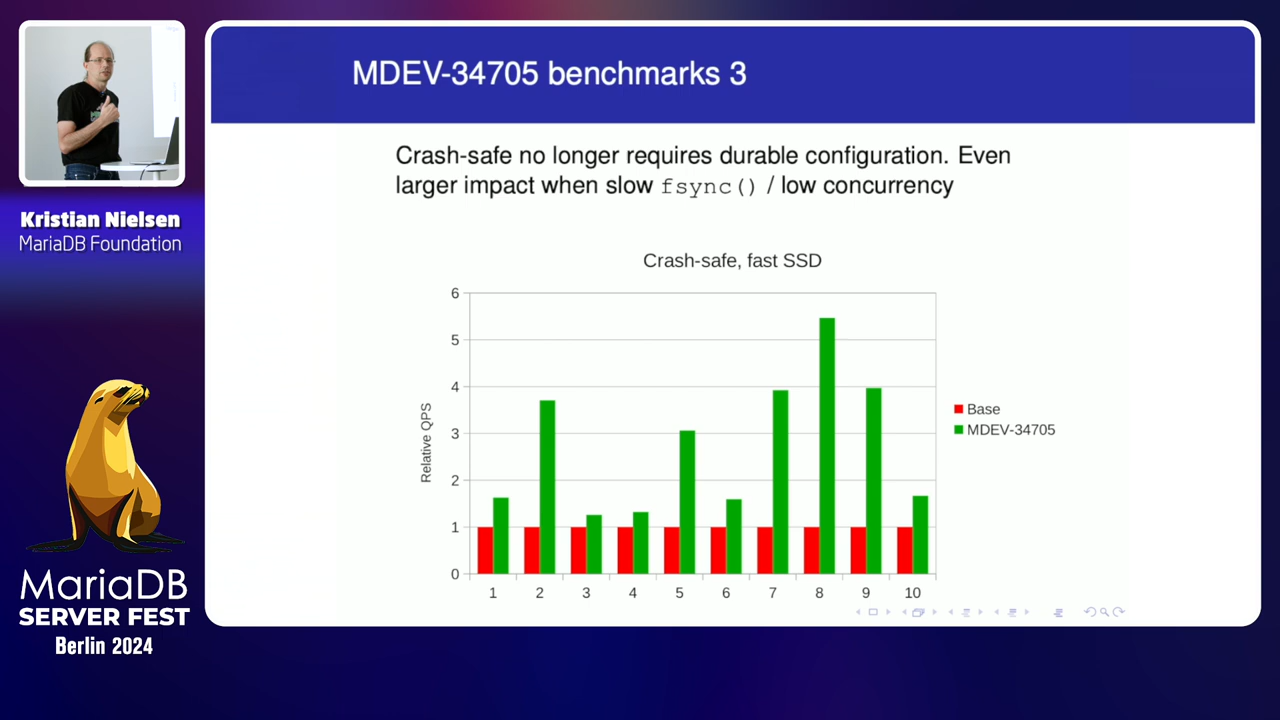 MDEV-34705 benchmarks 3
Crash-safe no longer requires durable configuration. Even
larger impact when slow fsync() / low concurrency
Crash-safe, fast SSD
Relative QPS
6
5
4
3
2
1
0
1 2 3 4 5 6 7 8 9 10
Base
MDEV-34705
Kristian Nielsen
MariaDB Foundation
MariaDB
SERVER FEST
Berlin 2024